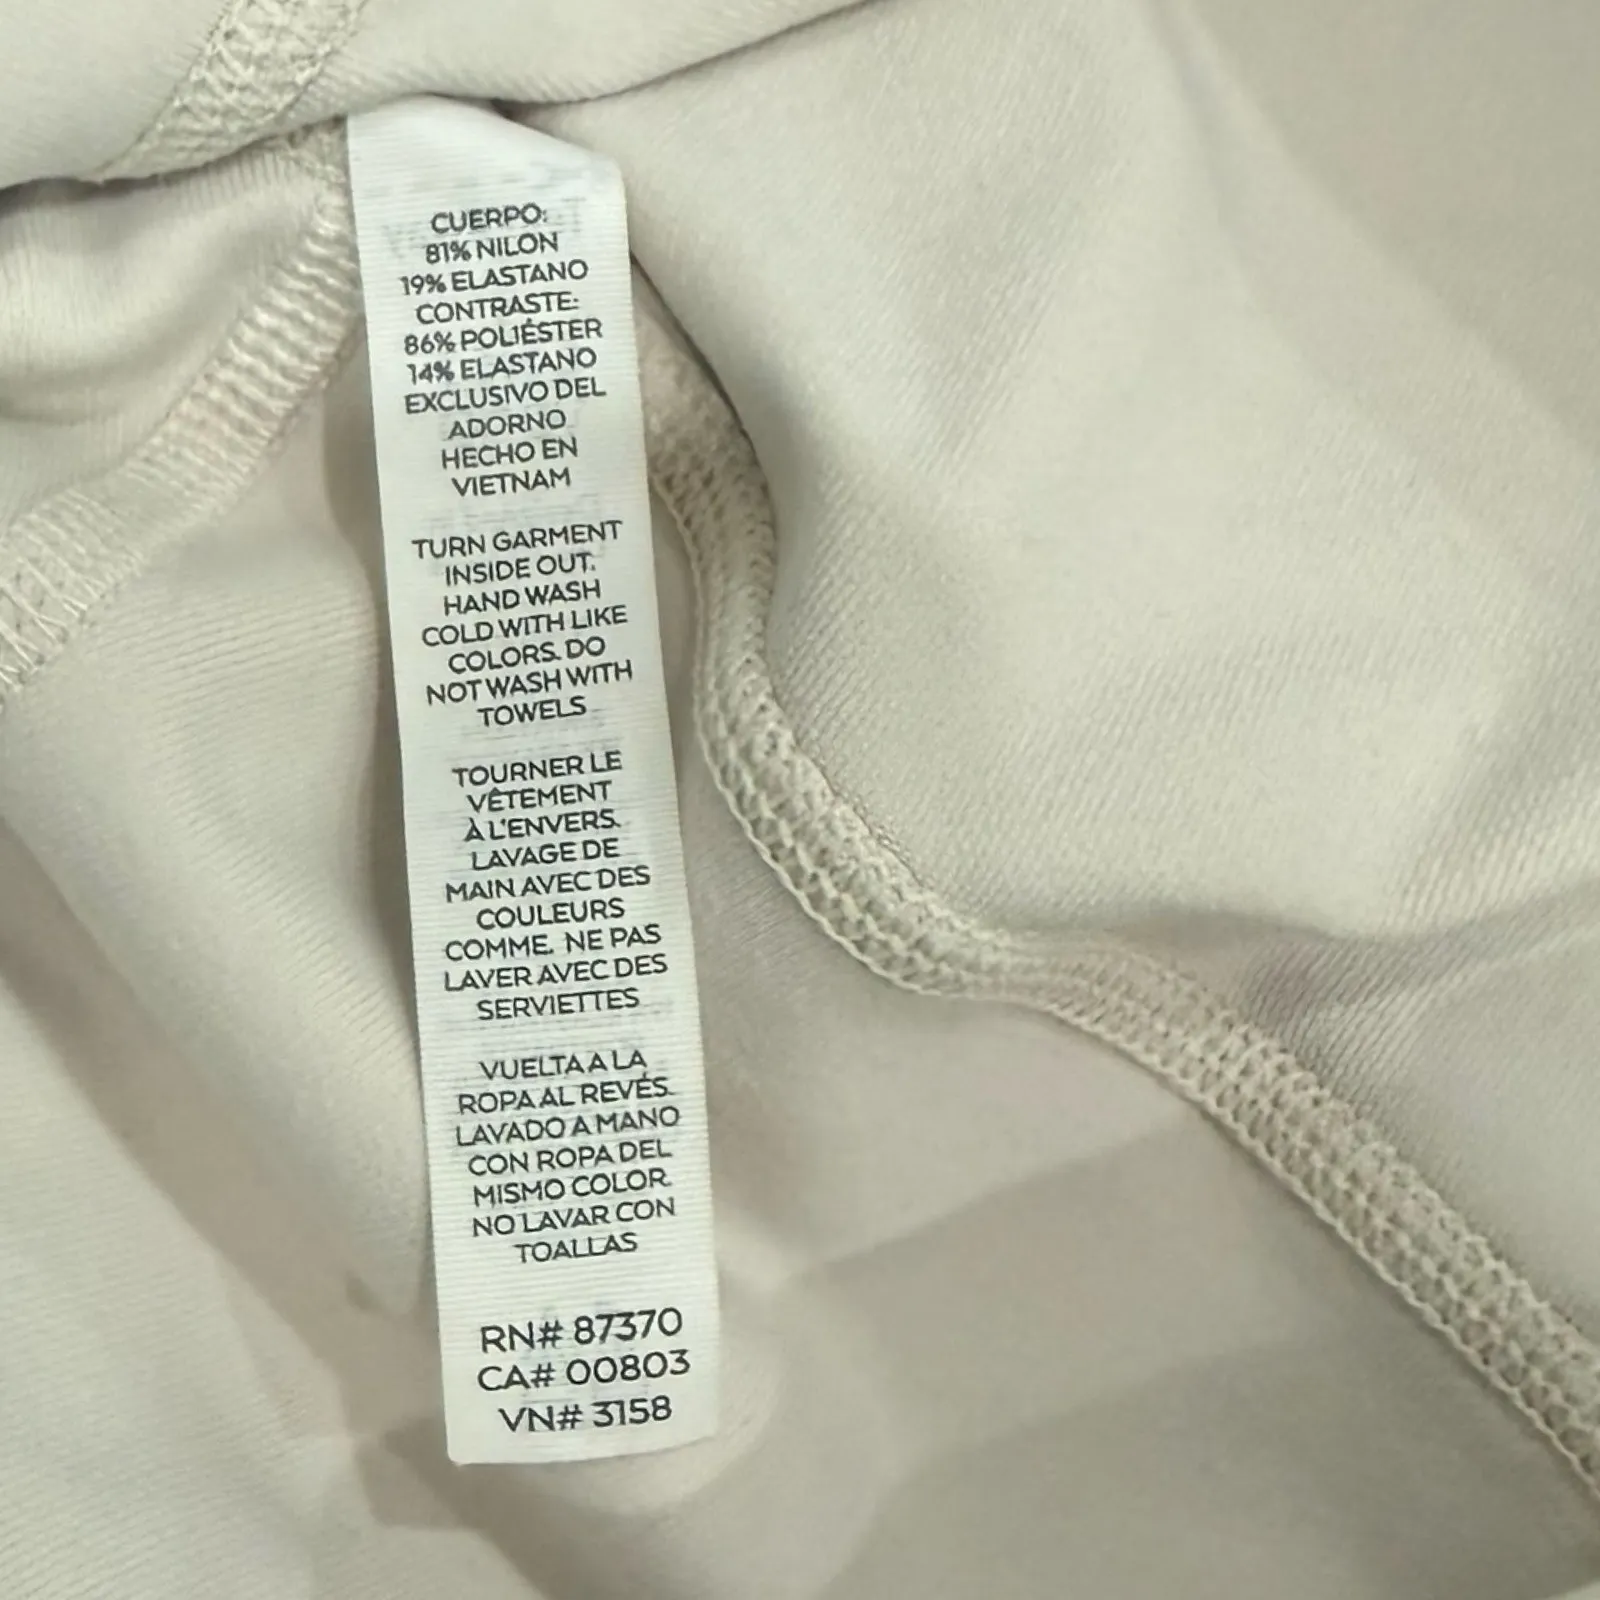 CUERPO:
81% NILON
19% ELASTANO
CONTRASTE:
86% POLIÉSTER
14% ELASTANO
EXCLUSIVO DEL
ADORNO
HECHO EN
VIETNAM
TURN GARMENT
INSIDE OUT.
HAND WASH
COLD WITH LIKE
COLORS. DO
NOT WASH WITH
TOWELS
TOURNER LE
VÊTEMENT
À L'ENVERS.
LAVAGE DE
MAIN AVEC DES
COULEURS
COMME. NE PAS
LAVER AVEC DES
SERVIETTES
VUELTA A LA
ROPA AL REVÉS.
LAVADO A MANO
CON ROPA DEL
MISMO COLOR.
NO LAVAR CON
TOALLAS
RN# 87370
CA# 00803
VN# 3158